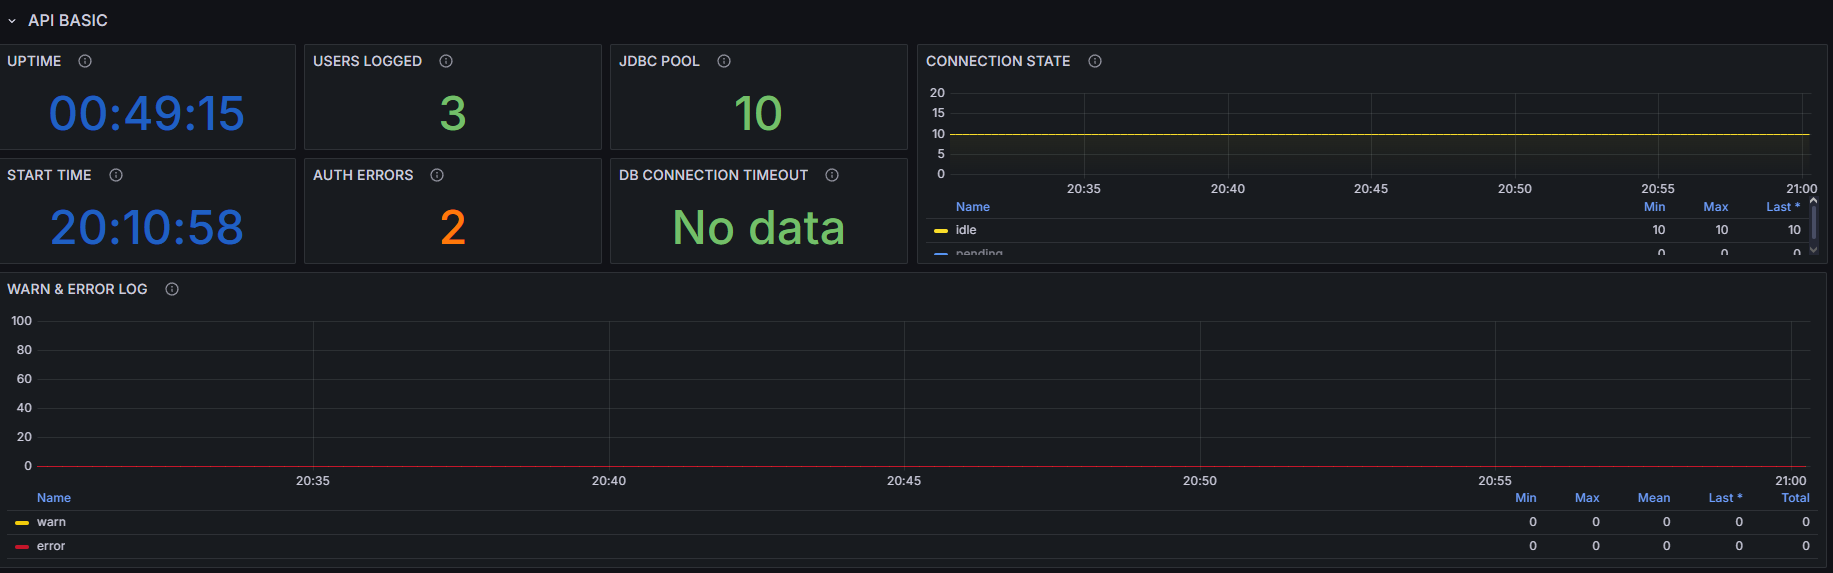 API BASIC
UPTIME
00:49:15
USERS LOGGED
3
JDBC POOL
10
CONNECTION STATE
20
15
10
5
0
20:35 20:40 20:45 20:50 20:55 21:00
Name Min Max Last *
idle 10 10 10
pending 0 0 0
START TIME
20:10:58
AUTH ERRORS
2
DB CONNECTION TIMEOUT
No data
WARN & ERROR LOG
100
80
60
40
20
0
20:35 20:40 20:45 20:50 20:55 21:00
Name Min Max Mean Last * Total
warn 0 0 0 0 0
error 0 0 0 0 0